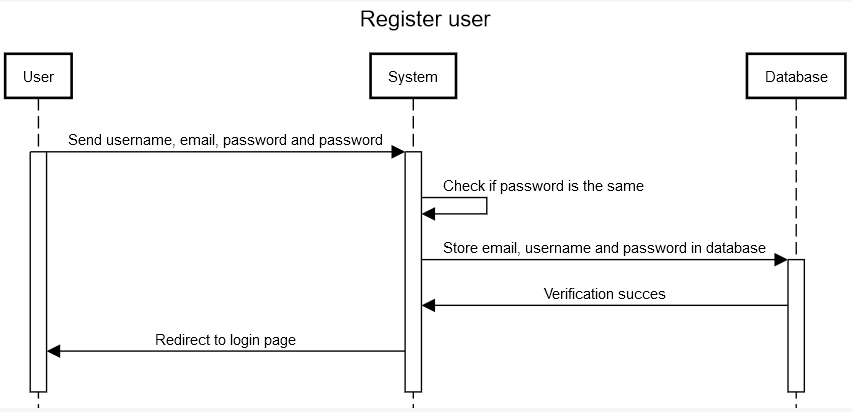 Register user
User
System
Database
Send username, email, password and password
Check if password is the same
Store email, username and password in database
Verification succes
Redirect to login page